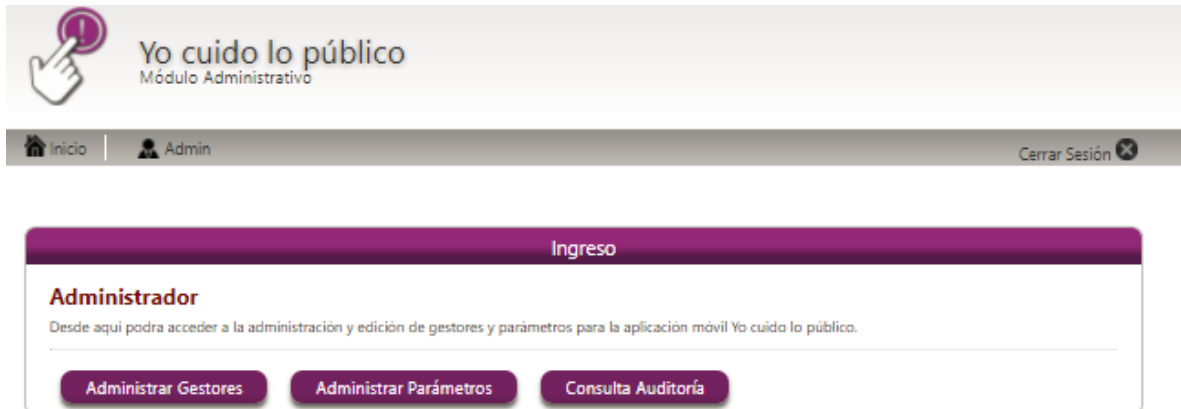 Yo cuido lo público
Módulo Administrativo
Inicio Admin Cerrar Sesión
Ingreso
Administrador
Desde aqui podra acceder a la administración y edición de gestores y parámetros para la aplicación móvil Yo cuido lo público.
Administrar Gestores Administrar Parámetros Consulta Auditoría